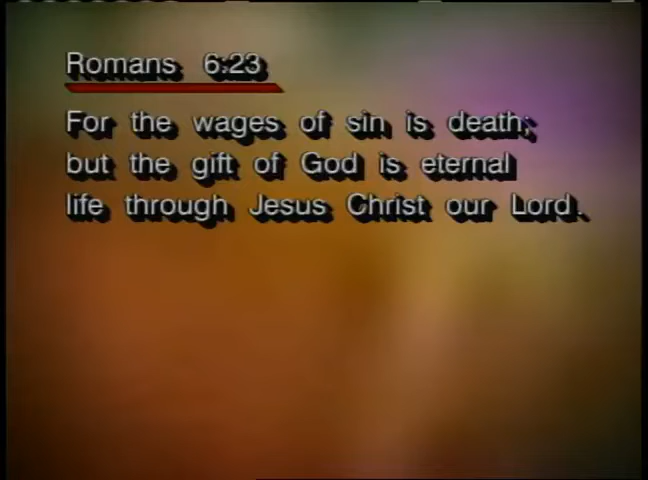 Romans 6:23
For the wages of sin is death;
but the gift of God is eternal
life through Jesus Christ our Lord.